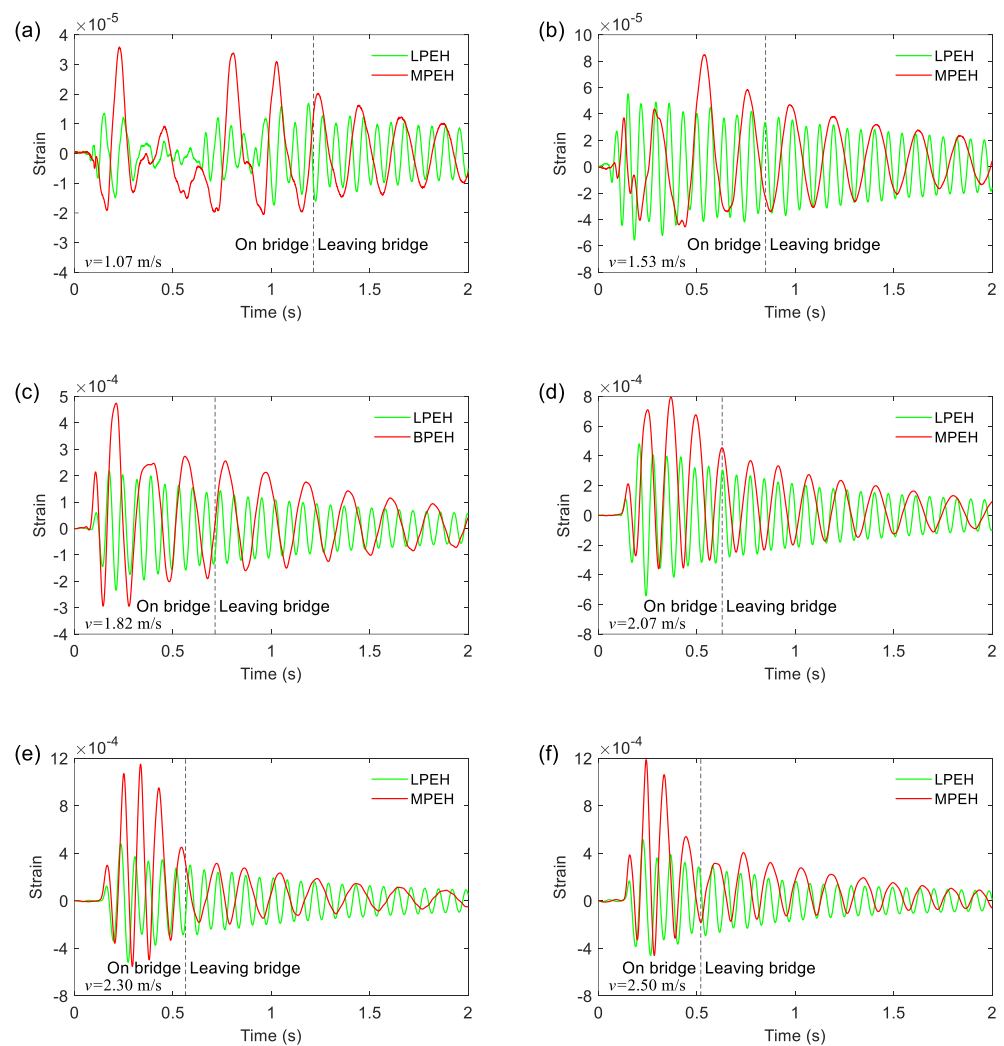 (a)
×10⁻⁵
4
3
2
1
0
-1
-2
-3
-4
Strain
LPEH
MPEH
On bridge
Leaving bridge
v=1.07 m/s
0 0.5 1 1.5 2
Time (s)
(b)
×10⁻⁵
10
8
6
4
2
0
-2
-4
-6
-8
Strain
LPEH
MPEH
On bridge
Leaving bridge
v=1.53 m/s
0 0.5 1 1.5 2
Time (s)
(c)
×10⁻⁴
5
4
3
2
1
0
-1
-2
-3
-4
Strain
LPEH
BPEH
On bridge
Leaving bridge
v=1.82 m/s
0 0.5 1 1.5 2
Time (s)
(d)
×10⁻⁴
8
6
4
2
0
-2
-4
-6
-8
Strain
LPEH
MPEH
On bridge
Leaving bridge
v=2.07 m/s
0 0.5 1 1.5 2
Time (s)
(e)
×10⁻⁴
12
8
4
0
-4
-8
Strain
LPEH
MPEH
On bridge
Leaving bridge
v=2.30 m/s
0 0.5 1 1.5 2
Time (s)
(f)
×10⁻⁴
12
8
4
0
-4
-8
Strain
LPEH
MPEH
On bridge
Leaving bridge
v=2.50 m/s
0 0.5 1 1.5 2
Time (s)